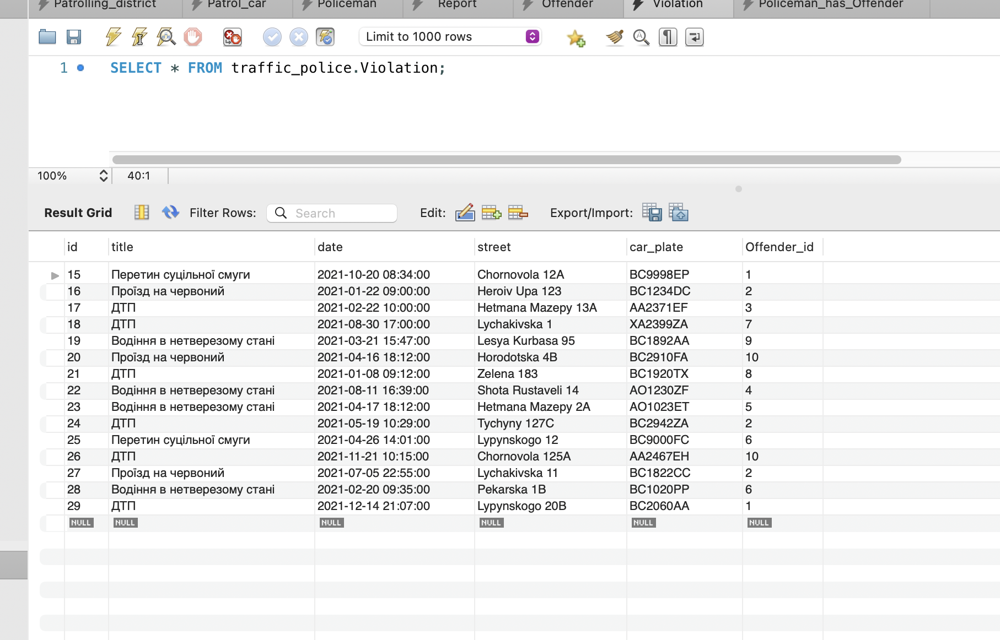 Patrolling_district Patrol_car Policeman Report Offender Violation Policeman_has_Offender
Limit to 1000 rows
1 SELECT * FROM traffic_police.Violation;
100% 40:1
Result Grid Filter Rows: Search Edit: Export/Import:
id title date street car_plate Offender_id
15 Перетин суцільної смуги 2021-10-20 08:34:00 Chornovola 12A BC9998EP 1
16 Проїзд на червоний 2021-01-22 09:00:00 Heroiv Upa 123 BC1234DC 2
17 ДТП 2021-02-22 10:00:00 Hetmana Mazepy 13A AA2371EF 3
18 ДТП 2021-08-30 17:00:00 Lychakivska 1 XA2399ZA 7
19 Водіння в нетверезому стані 2021-03-21 15:47:00 Lesya Kurbasa 95 BC1892AA 9
20 Проїзд на червоний 2021-04-16 18:12:00 Horodotska 4B BC2910FA 10
21 ДТП 2021-01-08 09:12:00 Zelena 183 BC1920TX 8
22 Водіння в нетверезому стані 2021-08-11 16:39:00 Shota Rustaveli 14 AO1230ZF 4
23 Водіння в нетверезому стані 2021-04-17 18:12:00 Hetmana Mazepy 2A AO1023ET 5
24 ДТП 2021-05-19 10:29:00 Tychyny 127C BC2942ZA 2
25 Перетин суцільної смуги 2021-04-26 14:01:00 Lypynskogo 12 BC9000FC 6
26 ДТП 2021-11-21 10:15:00 Chornovola 125A AA2467EH 10
27 Проїзд на червоний 2021-07-05 22:55:00 Lychakivska 11 BC1822CC 2
28 Водіння в нетверезому стані 2021-02-20 09:35:00 Pekarska 1B BC1020PP 6
29 ДТП 2021-12-14 21:07:00 Lypynskogo 20B BC2060AA 1
NULL NULL NULL NULL NULL NULL